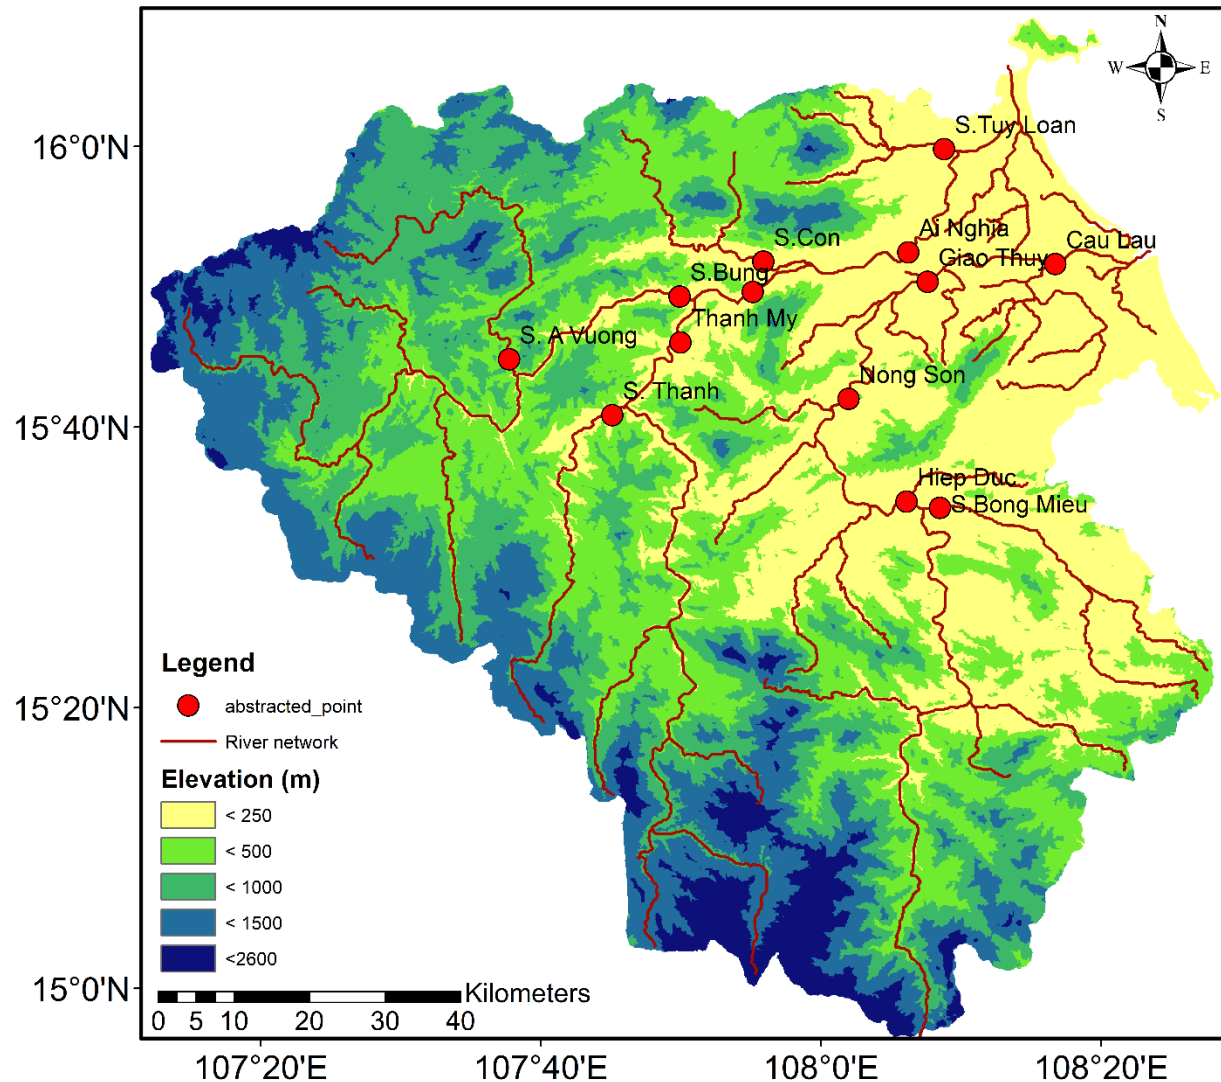 N
W
E
S
16°0'N
15°40'N
15°20'N
15°0'N
S.Tuy Loan
Ai Nghia
Cau Lau
S.Con
Giao Thuy
S.Bung
Thanh My
S. A Vuong
S. Thanh
Nong Son
Hiep Duc
S.Bong Mieu
Legend
abstracted_point
River network
Elevation (m)
< 250
< 500
< 1000
< 1500
<2600
Kilometers
0 5 10 20 30 40
107°20'E 107°40'E 108°0'E 108°20'E